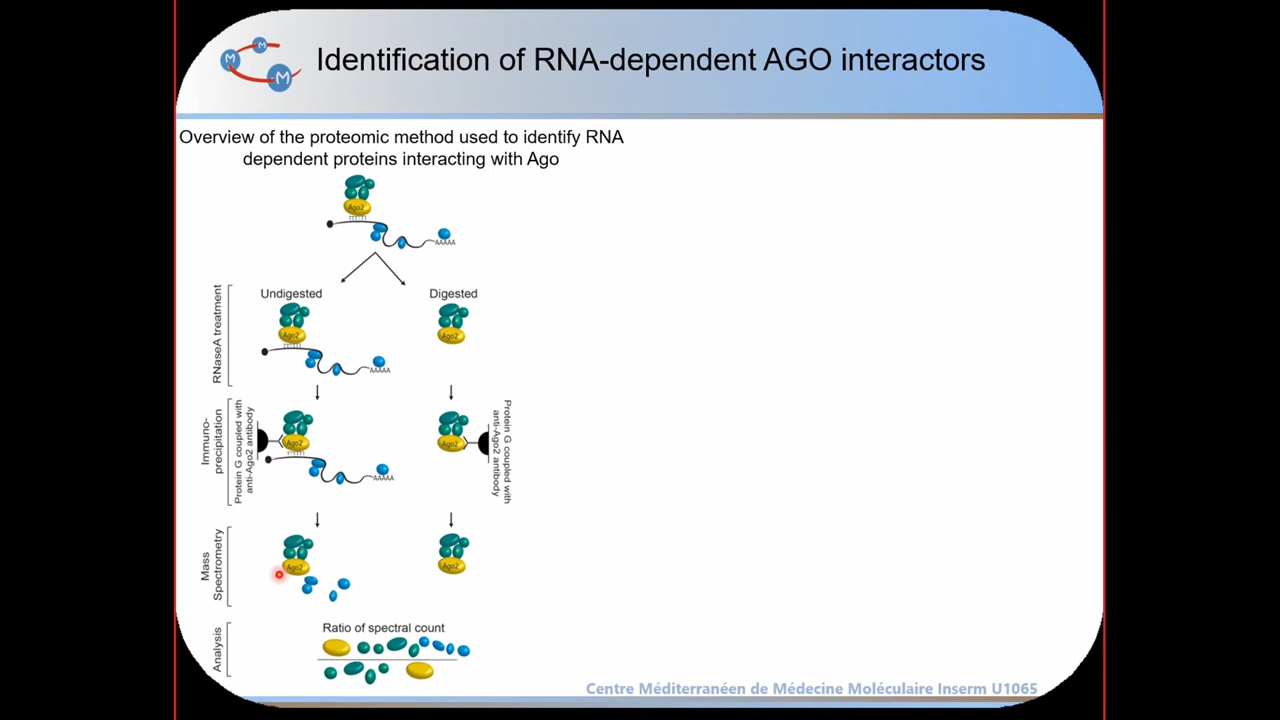 M
M
M
Identification of RNA-dependent AGO interactors
Overview of the proteomic method used to identify RNA
dependent proteins interacting with Ago
Ago2
AAAAA
RNaseA treatment
Undigested
Digested
Ago2
Ago2
AAAAA
Immuno-
precipitation
Protein G coupled with
anti-Ago2 antibody
Ago2
Ago2
Protein G coupled with
anti-Ago2 antibody
AAAAA
Mass
Spectrometry
Ago2
Ago2
Analysis
Ratio of spectral count
Centre Méditerranéen de Médecine Moléculaire Inserm U1065